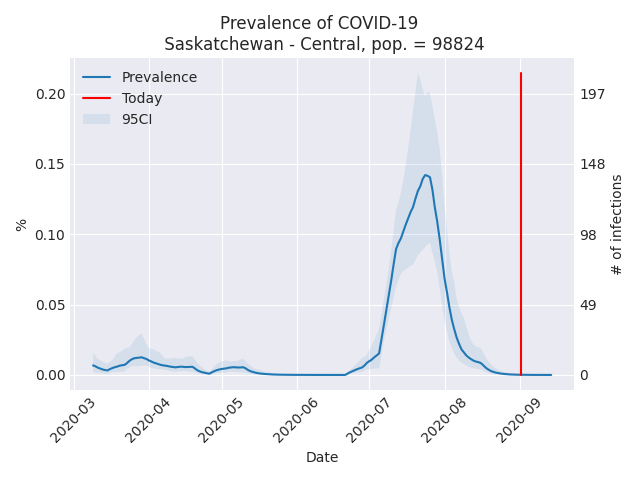 Prevalence of COVID-19
Saskatchewan - Central, pop. = 98824
Prevalence
Today
95CI
0.20
0.15
0.10
0.05
0.00
%
197
148
98
49
0
# of infections
2020-03
2020-04
2020-05
2020-06
2020-07
2020-08
2020-09
Date